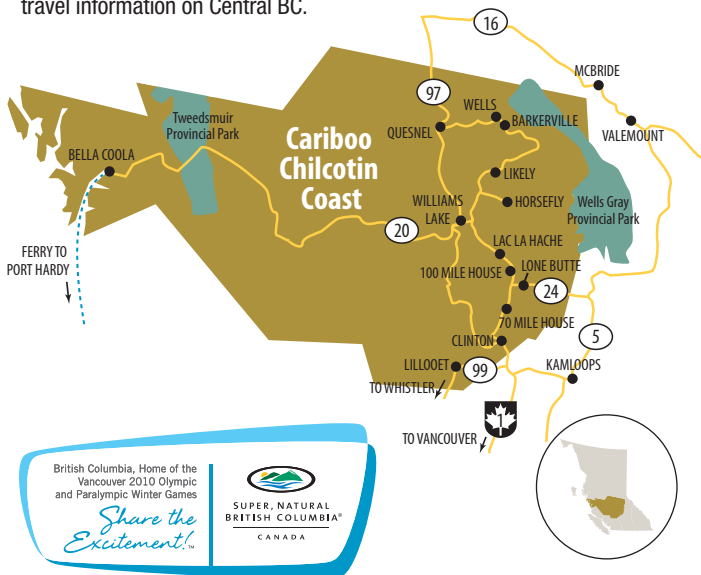 travel information on Central BC.
16
MCBRIDE
97
WELLS
BARKERVILLE
VALEMOUNT
Tweedsmuir
Provincial Park
QUESNEL
Cariboo
Chilcotin
Coast
BELLA COOLA
LIKELY
HORSEFLY
WILLIAMS
LAKE
Wells Gray
Provincial Park
20
FERRY TO
PORT HARDY
LAC LA HACHE
LONE BUTTE
100 MILE HOUSE
24
70 MILE HOUSE
5
CLINTON
LILLOOET
99
KAMLOOPS
TO WHISTLER
1
TO VANCOUVER
British Columbia, Home of the
Vancouver 2010 Olympic
and Paralympic Winter Games
Share the
Excitement!™
SUPER, NATURAL
BRITISH COLUMBIA®
CANADA